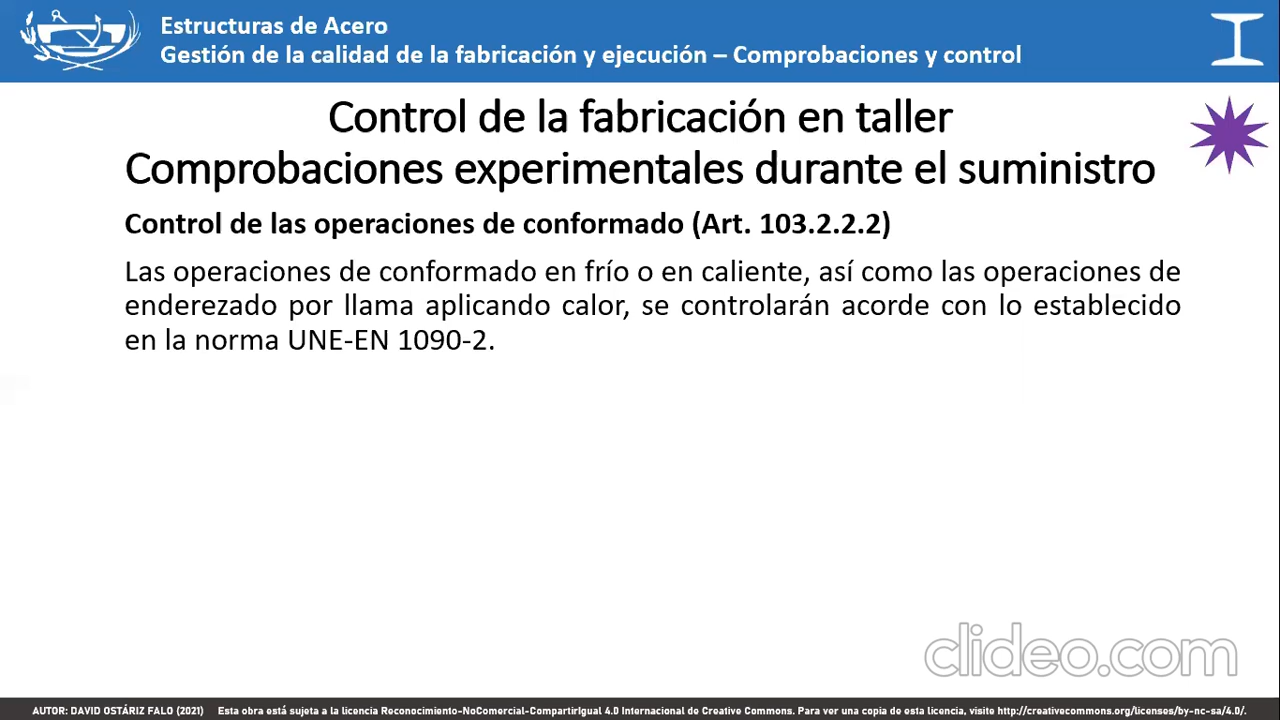 Estructuras de Acero
Gestión de la calidad de la fabricación y ejecución – Comprobaciones y control
Control de la fabricación en taller
Comprobaciones experimentales durante el suministro
Control de las operaciones de conformado (Art. 103.2.2.2)
Las operaciones de conformado en frío o en caliente, así como las operaciones de
enderezado por llama aplicando calor, se controlarán acorde con lo establecido
en la norma UNE-EN 1090-2.
clideo.com
AUTOR: DAVID OSTÁRIZ FALO (2021) Esta obra está sujeta a la licencia Reconocimiento-NoComercial-CompartirIgual 4.0 Internacional de Creative Commons. Para ver una copia de esta licencia, visite http://creativecommons.org/licenses/by-nc-sa/4.0/.